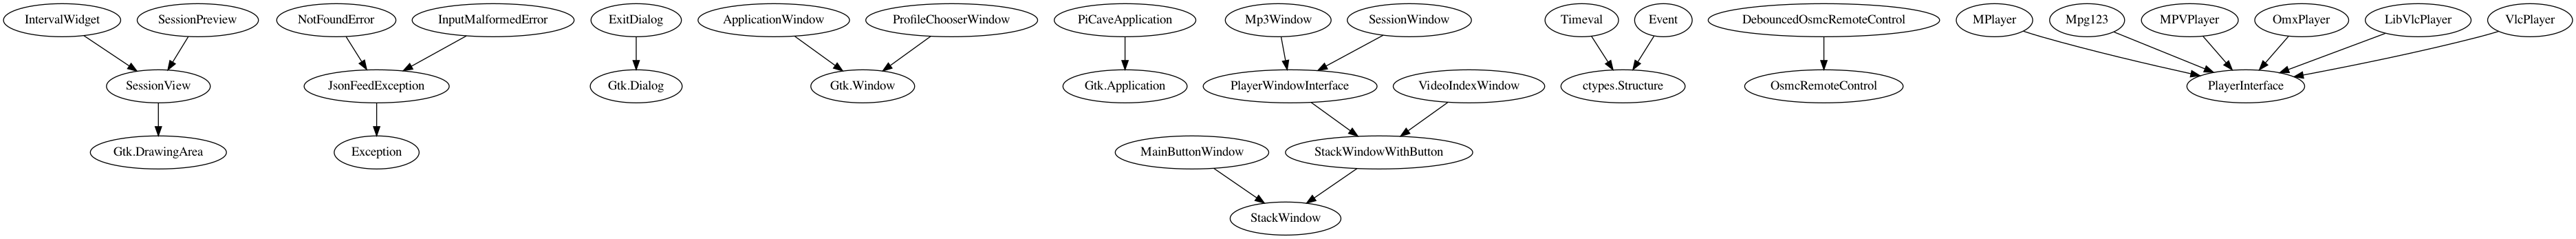 IntervalWidget
SessionPreview
NotFoundError
InputMalformedError
ExitDialog
ApplicationWindow
ProfileChooserWindow
PiCaveApplication
Mp3Window
SessionWindow
Timeval
Event
DebouncedOsmcRemoteControl
MPlayer
Mpg123
MPVPlayer
OmxPlayer
LibVlcPlayer
VlcPlayer
SessionView
JsonFeedException
Gtk.Dialog
Gtk.Window
Gtk.Application
PlayerWindowInterface
VideoIndexWindow
ctypes.Structure
OsmcRemoteControl
PlayerInterface
Gtk.DrawingArea
Exception
MainButtonWindow
StackWindowWithButton
StackWindow